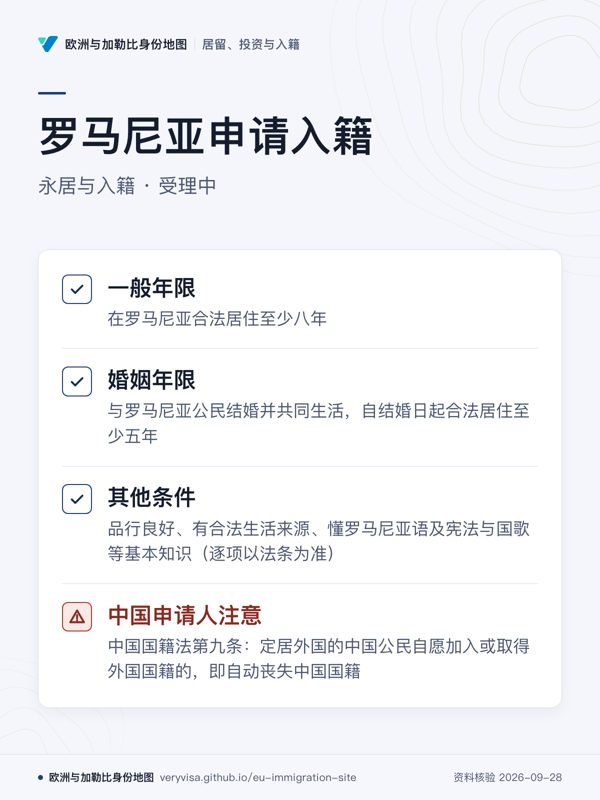 欧洲与加勒比身份地图 居留、投资与入籍
罗马尼亚申请入籍
永居与入籍 · 受理中
一般年限
在罗马尼亚合法居住至少八年
婚姻年限
与罗马尼亚公民结婚并共同生活，自结婚日起合法居住至
少五年
其他条件
品行良好、有合法生活来源、懂罗马尼亚语及宪法与国歌
等基本知识（逐项以法条为准）
中国申请人注意
中国国籍法第九条：定居外国的中国公民自愿加入或取得
外国国籍的，即自动丧失中国国籍
欧洲与加勒比身份地图 veryvisa.github.io/eu-immigration-site 资料核验 2026-09-28